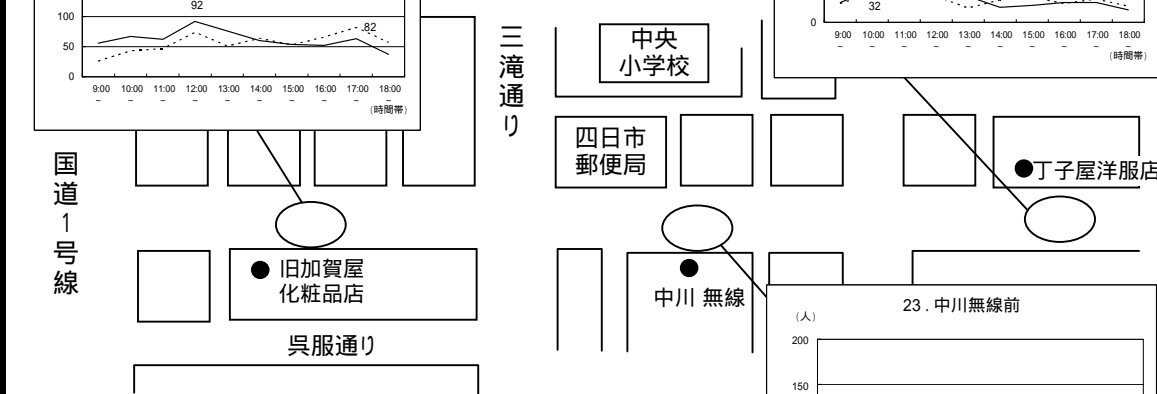 92
82
100
50
0
9:00 10:00 11:00 12:00 13:00 14:00 15:00 16:00 17:00 18:00
~ ~ ~ ~ ~ ~ ~ ~ ~ ~
(時間帯)
32
0
9:00 10:00 11:00 12:00 13:00 14:00 15:00 16:00 17:00 18:00
~ ~ ~ ~ ~ ~ ~ ~ ~ ~
(時間帯)
三滝通り
中央
小学校
四日市
郵便局
丁子屋洋服店
国道1号線
旧加賀屋
化粧品店
中川 無線
呉服通り
23 . 中川無線前
(人)
200
150